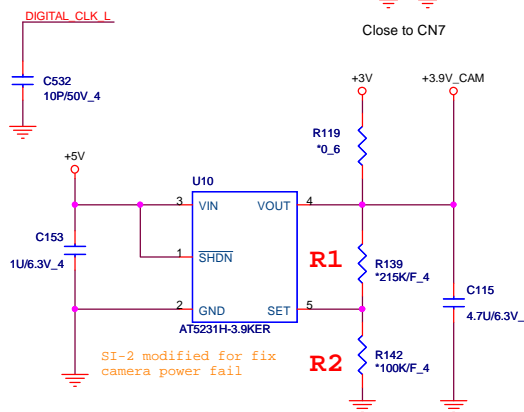 DIGITAL_CLK_L
Close to CN7
C532
10P/50V_4
+3V
+3.9V_CAM
R119
*0_6
+5V
U10
3 VIN
VOUT 4
C153
1U/6.3V_4
1 SHDN
R1
R139
*215K/F_4
C115
4.7U/6.3V_
2 GND
SET 5
AT5231H-3.9KER
SI-2 modified for fix
camera power fail
R2
R142
*100K/F_4